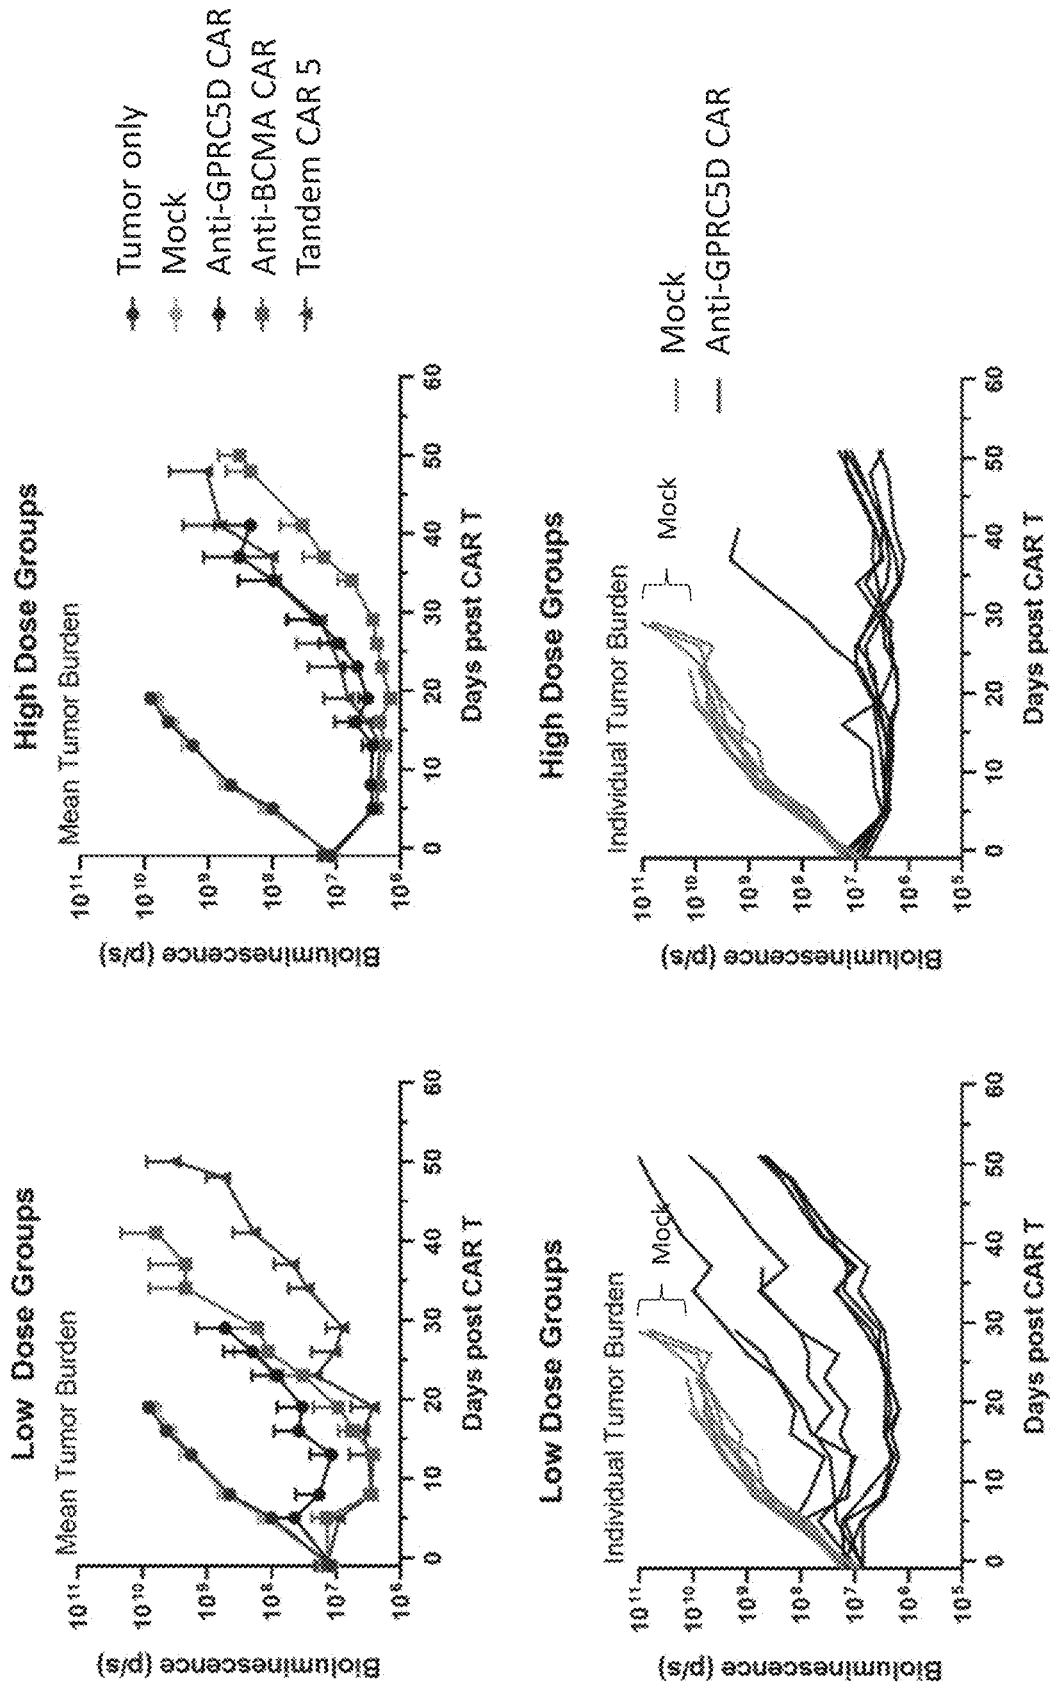 Low Dose Groups
Mean Tumor Burden
Bioluminescence (p/s)
10¹¹
10¹⁰
10⁹
10⁸
10⁷
10⁶
0 10 20 30 40 50 60
Days post CAR T
High Dose Groups
Mean Tumor Burden
Bioluminescence (p/s)
10¹¹
10¹⁰
10⁹
10⁸
10⁷
10⁶
0 10 20 30 40 50 60
Days post CAR T
Tumor only
Mock
Anti-GPRC5D CAR
Anti-BCMA CAR
Tandem CAR 5
Low Dose Groups
Individual Tumor Burden
Mock
Bioluminescence (p/s)
10¹¹
10¹⁰
10⁹
10⁸
10⁷
10⁶
10⁵
0 10 20 30 40 50 60
Days post CAR T
High Dose Groups
Individual Tumor Burden
Mock
Bioluminescence (p/s)
10¹¹
10¹⁰
10⁹
10⁸
10⁷
10⁶
10⁵
0 10 20 30 40 50 60
Days post CAR T
Mock
Anti-GPRC5D CAR